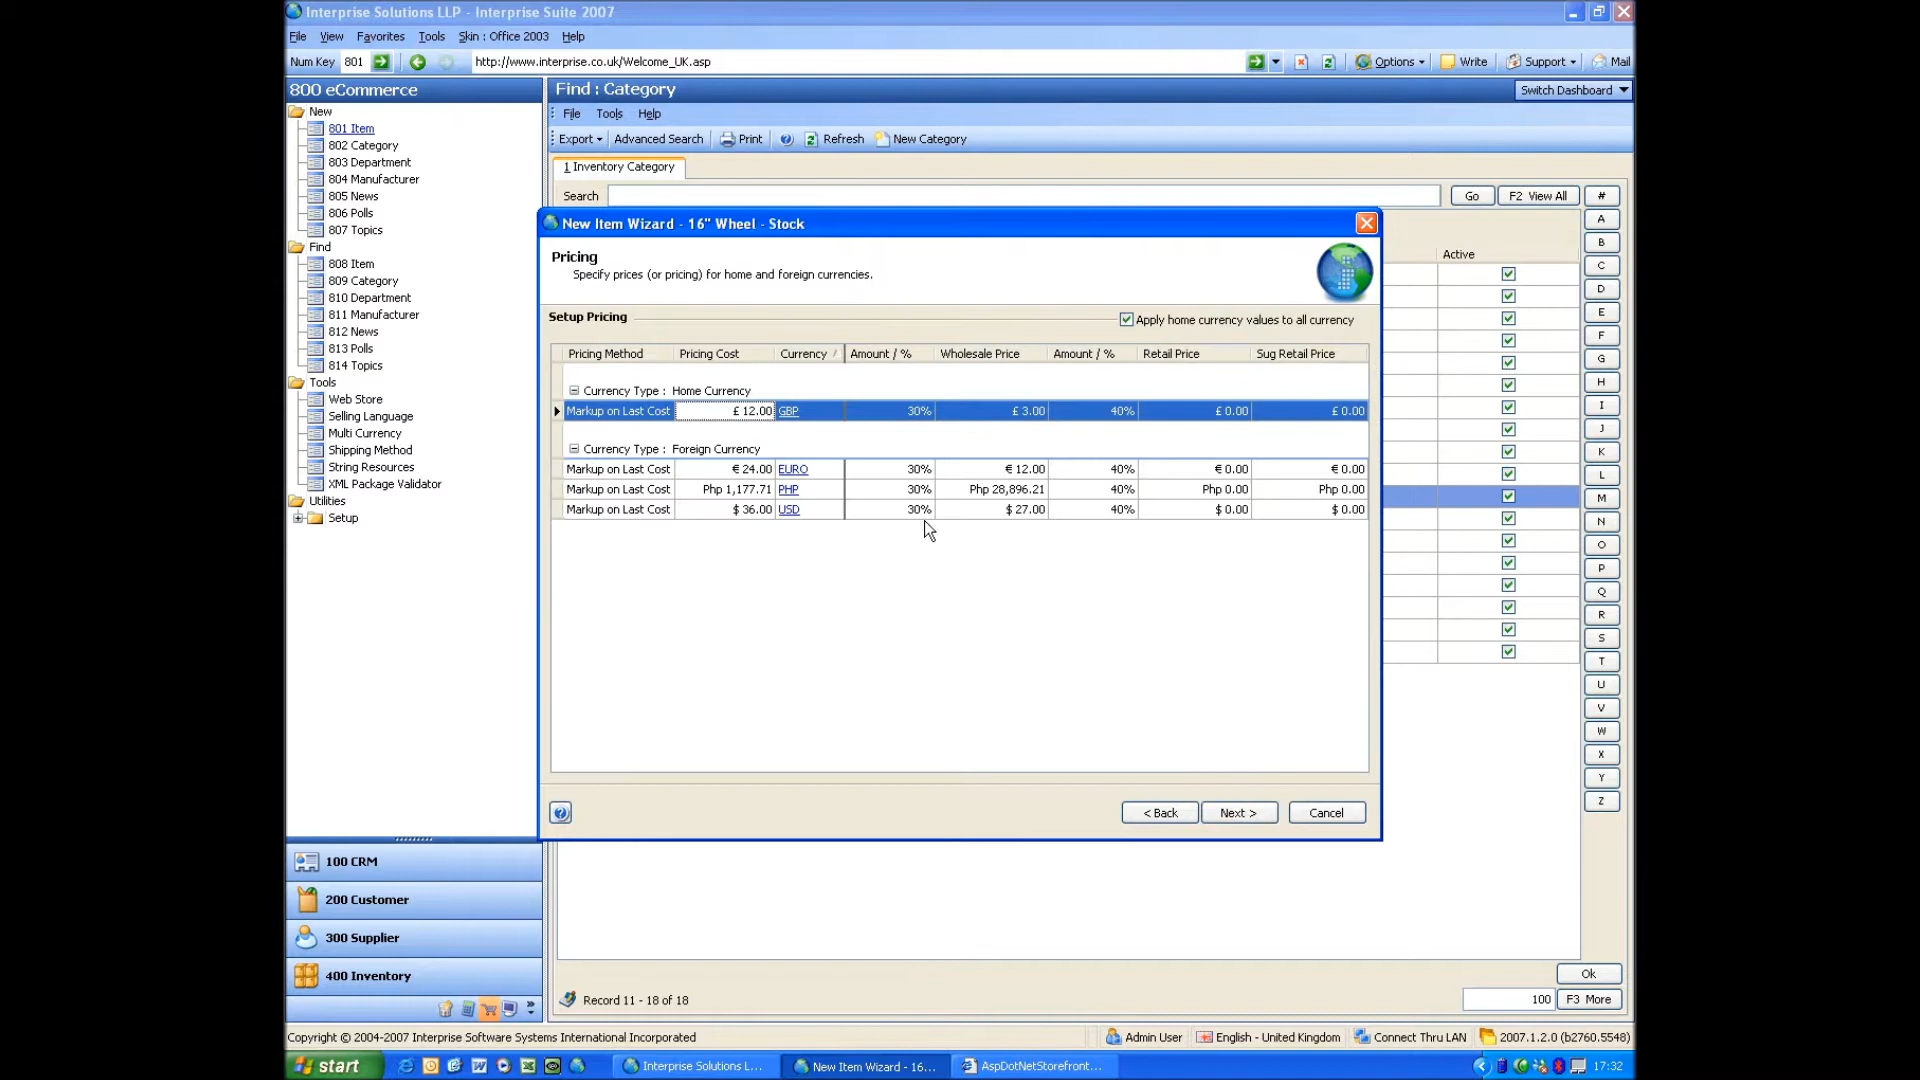 Interprise Solutions LLP - Interprise Suite 2007
File View Favorites Tools Skin : Office 2003 Help
Num Key 801 http://www.interprise.co.uk/Welcome_UK.asp Options Write Support Mail
800 eCommerce
New
801 Item
802 Category
803 Department
804 Manufacturer
805 News
806 Polls
807 Topics
Find
808 Item
809 Category
810 Department
811 Manufacturer
812 News
813 Polls
814 Topics
Tools
Web Store
Selling Language
Multi Currency
Shipping Method
String Resources
XML Package Validator
Utilities
Setup
100 CRM
200 Customer
300 Supplier
400 Inventory
Find : Category Switch Dashboard
File Tools Help
Export Advanced Search Print Refresh New Category
1 Inventory Category
Search Go F2 View All
Active
#
A
B
C
D
E
F
G
H
I
J
K
L
M
N
O
P
Q
R
S
T
U
V
W
X
Y
Z
New Item Wizard - 16" Wheel - Stock
Pricing
Specify prices (or pricing) for home and foreign currencies.
Setup Pricing Apply home currency values to all currency
Pricing Method Pricing Cost Currency Amount / % Wholesale Price Amount / % Retail Price Sug Retail Price
Currency Type : Home Currency
Markup on Last Cost £ 12.00 GBP 30% £ 3.00 40% £ 0.00 £ 0.00
Currency Type : Foreign Currency
Markup on Last Cost € 24.00 EURO 30% € 12.00 40% € 0.00 € 0.00
Markup on Last Cost Php 1,177.71 PHP 30% Php 28,896.21 40% Php 0.00 Php 0.00
Markup on Last Cost $ 36.00 USD 30% $ 27.00 40% $ 0.00 $ 0.00
< Back Next > Cancel
Ok
Record 11 - 18 of 18 100 F3 More
Copyright © 2004-2007 Interprise Software Systems International Incorporated Admin User English - United Kingdom Connect Thru LAN 2007.1.2.0 (b2760.5548)
start Interprise Solutions L... New Item Wizard - 16... AspDotNetStorefront... 17:32